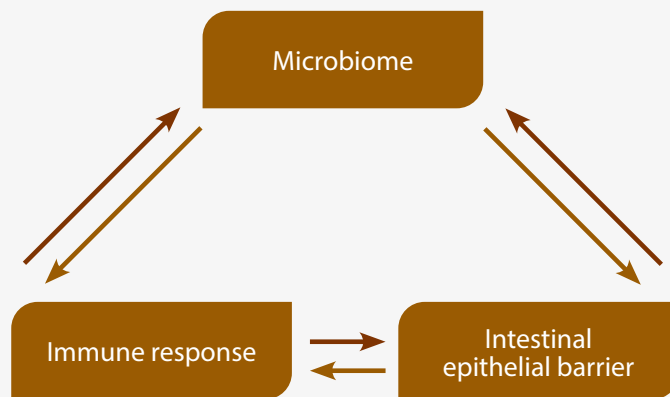 Microbiome
Immune response
Intestinal
epithelial barrier